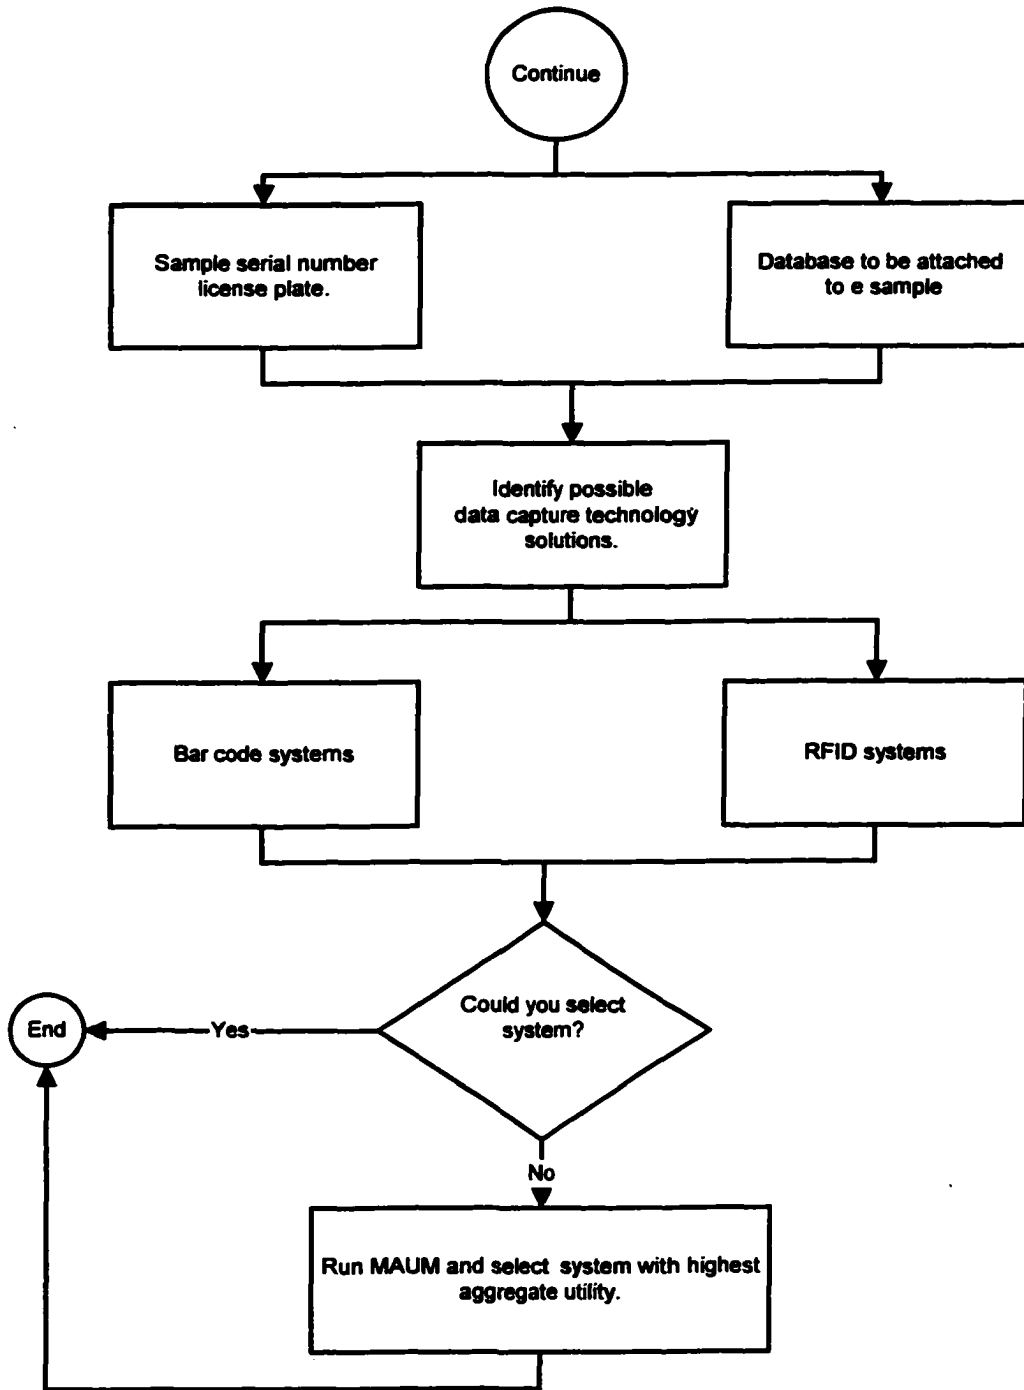 Continue
Sample serial number
license plate.
Database to be attached
to e sample
Identify possible
data capture technology
solutions.
Bar code systems
RFID systems
Could you select
system?
End
Yes
No
Run MAUM and select system with highest
aggregate utility.